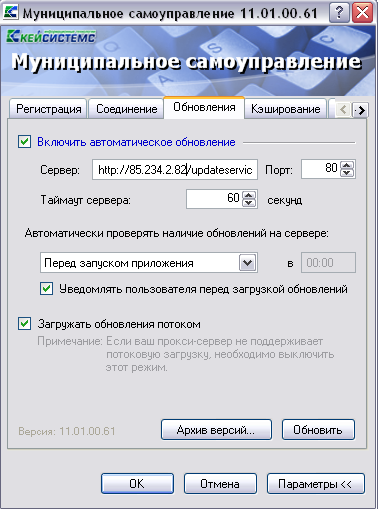 Муниципальное самоуправление 11.01.00.61
КЕЙСИСТЕМС
Муниципальное самоуправление
Регистрация Соединение Обновления Кэширование
Включить автоматическое обновление
Сервер: http://85.234.2.82/updateservic Порт: 80
Таймаут сервера: 60 секунд
Автоматически проверять наличие обновлений на сервере:
Перед запуском приложения в 00:00
Уведомлять пользователя перед загрузкой обновлений
Загружать обновления потоком
Примечание: Если ваш прокси-сервер не поддерживает
потоковую загрузку, необходимо выключить
этот режим.
Версия: 11.01.00.61 Архив версий... Обновить
OK Отмена Параметры <<